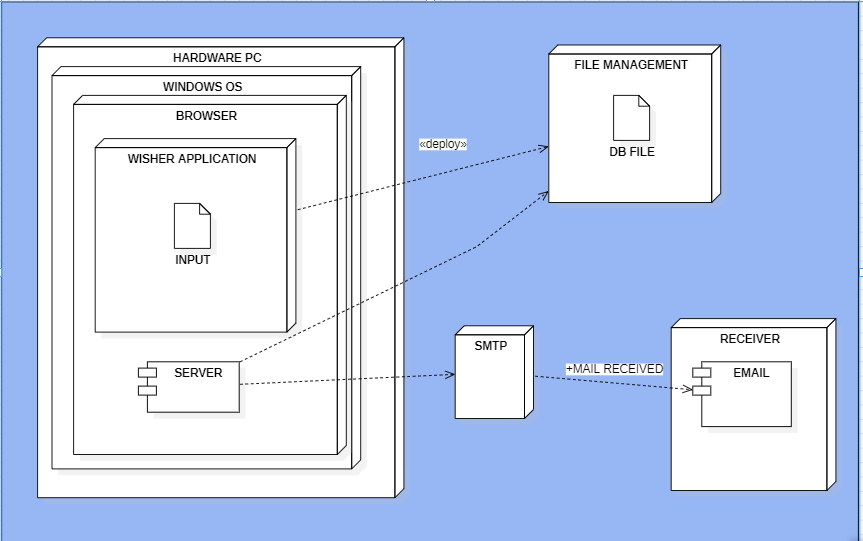 HARDWARE PC
WINDOWS OS
BROWSER
WISHER APPLICATION
INPUT
SERVER
«deploy»
FILE MANAGEMENT
DB FILE
SMTP
+MAIL RECEIVED
RECEIVER
EMAIL